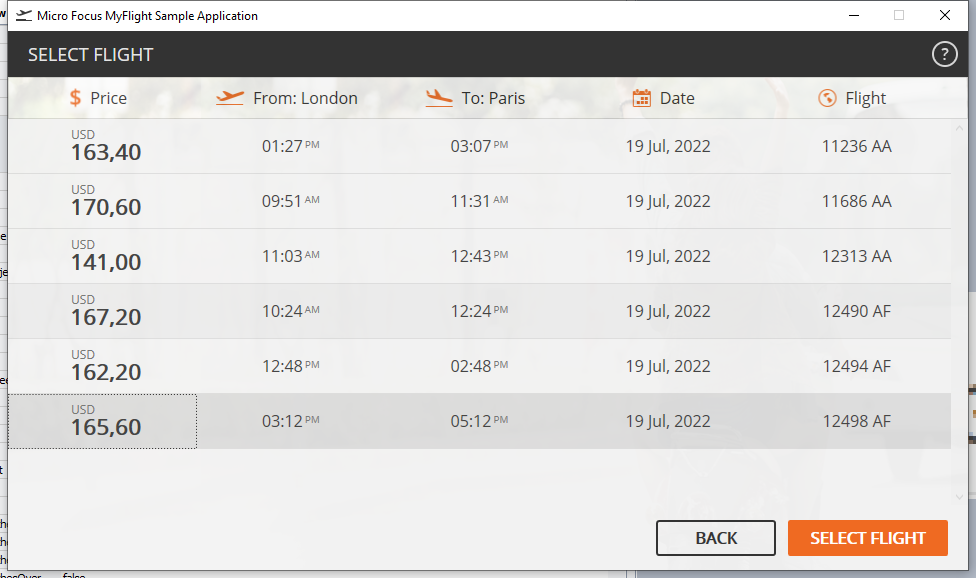 Micro Focus MyFlight Sample Application
SELECT FLIGHT ?
$ Price From: London To: Paris Date Flight
USD
163,40 01:27 PM 03:07 PM 19 Jul, 2022 11236 AA
USD
170,60 09:51 AM 11:31 AM 19 Jul, 2022 11686 AA
USD
141,00 11:03 AM 12:43 PM 19 Jul, 2022 12313 AA
USD
167,20 10:24 AM 12:24 PM 19 Jul, 2022 12490 AF
USD
162,20 12:48 PM 02:48 PM 19 Jul, 2022 12494 AF
USD
165,60 03:12 PM 05:12 PM 19 Jul, 2022 12498 AF
BACK SELECT FLIGHT